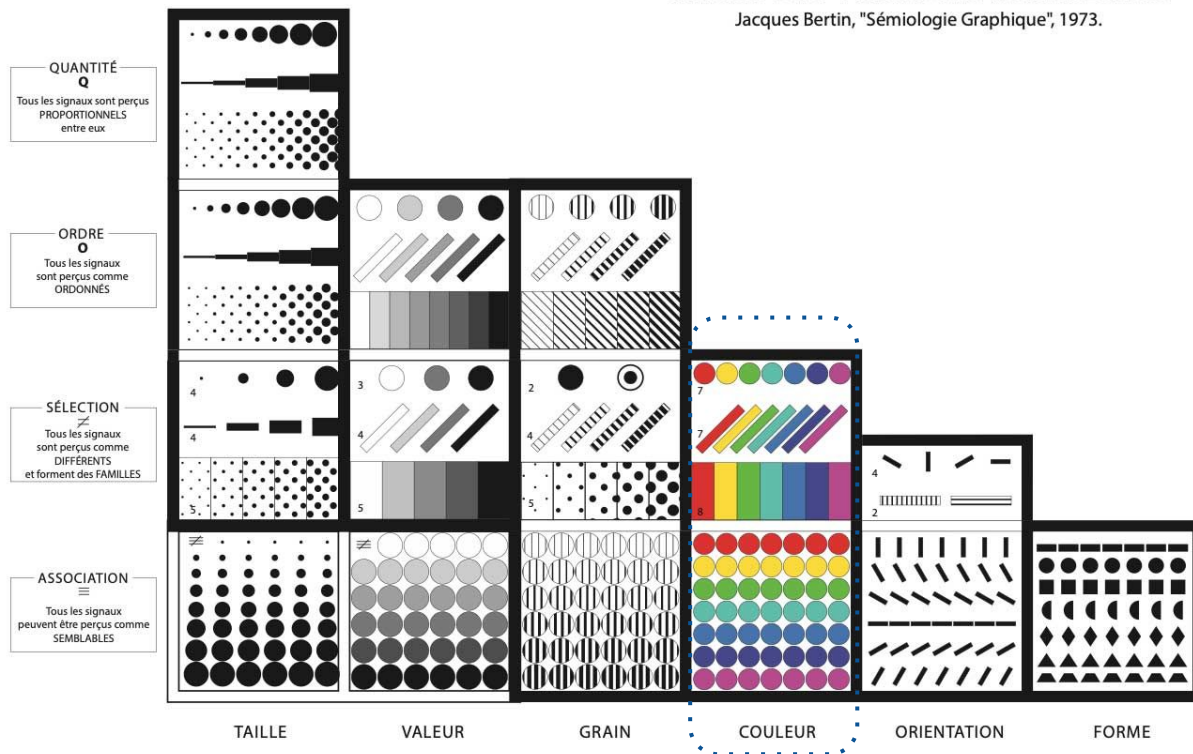 Jacques Bertin, "Sémiologie Graphique", 1973.
QUANTITÉ
Q
Tous les signaux sont perçus
PROPORTIONNELS
entre eux
ORDRE
O
Tous les signaux
sont perçus comme
ORDONNÉS
4
3
2
7
SÉLECTION
≠
Tous les signaux
sont perçus comme
DIFFÉRENTS
et forment des FAMILLES
4
4
4
7
4
2
5
5
5
8
ASSOCIATION
≡
Tous les signaux
peuvent être perçus comme
SEMBLABLES
≢
≢
TAILLE
VALEUR
GRAIN
COULEUR
ORIENTATION
FORME